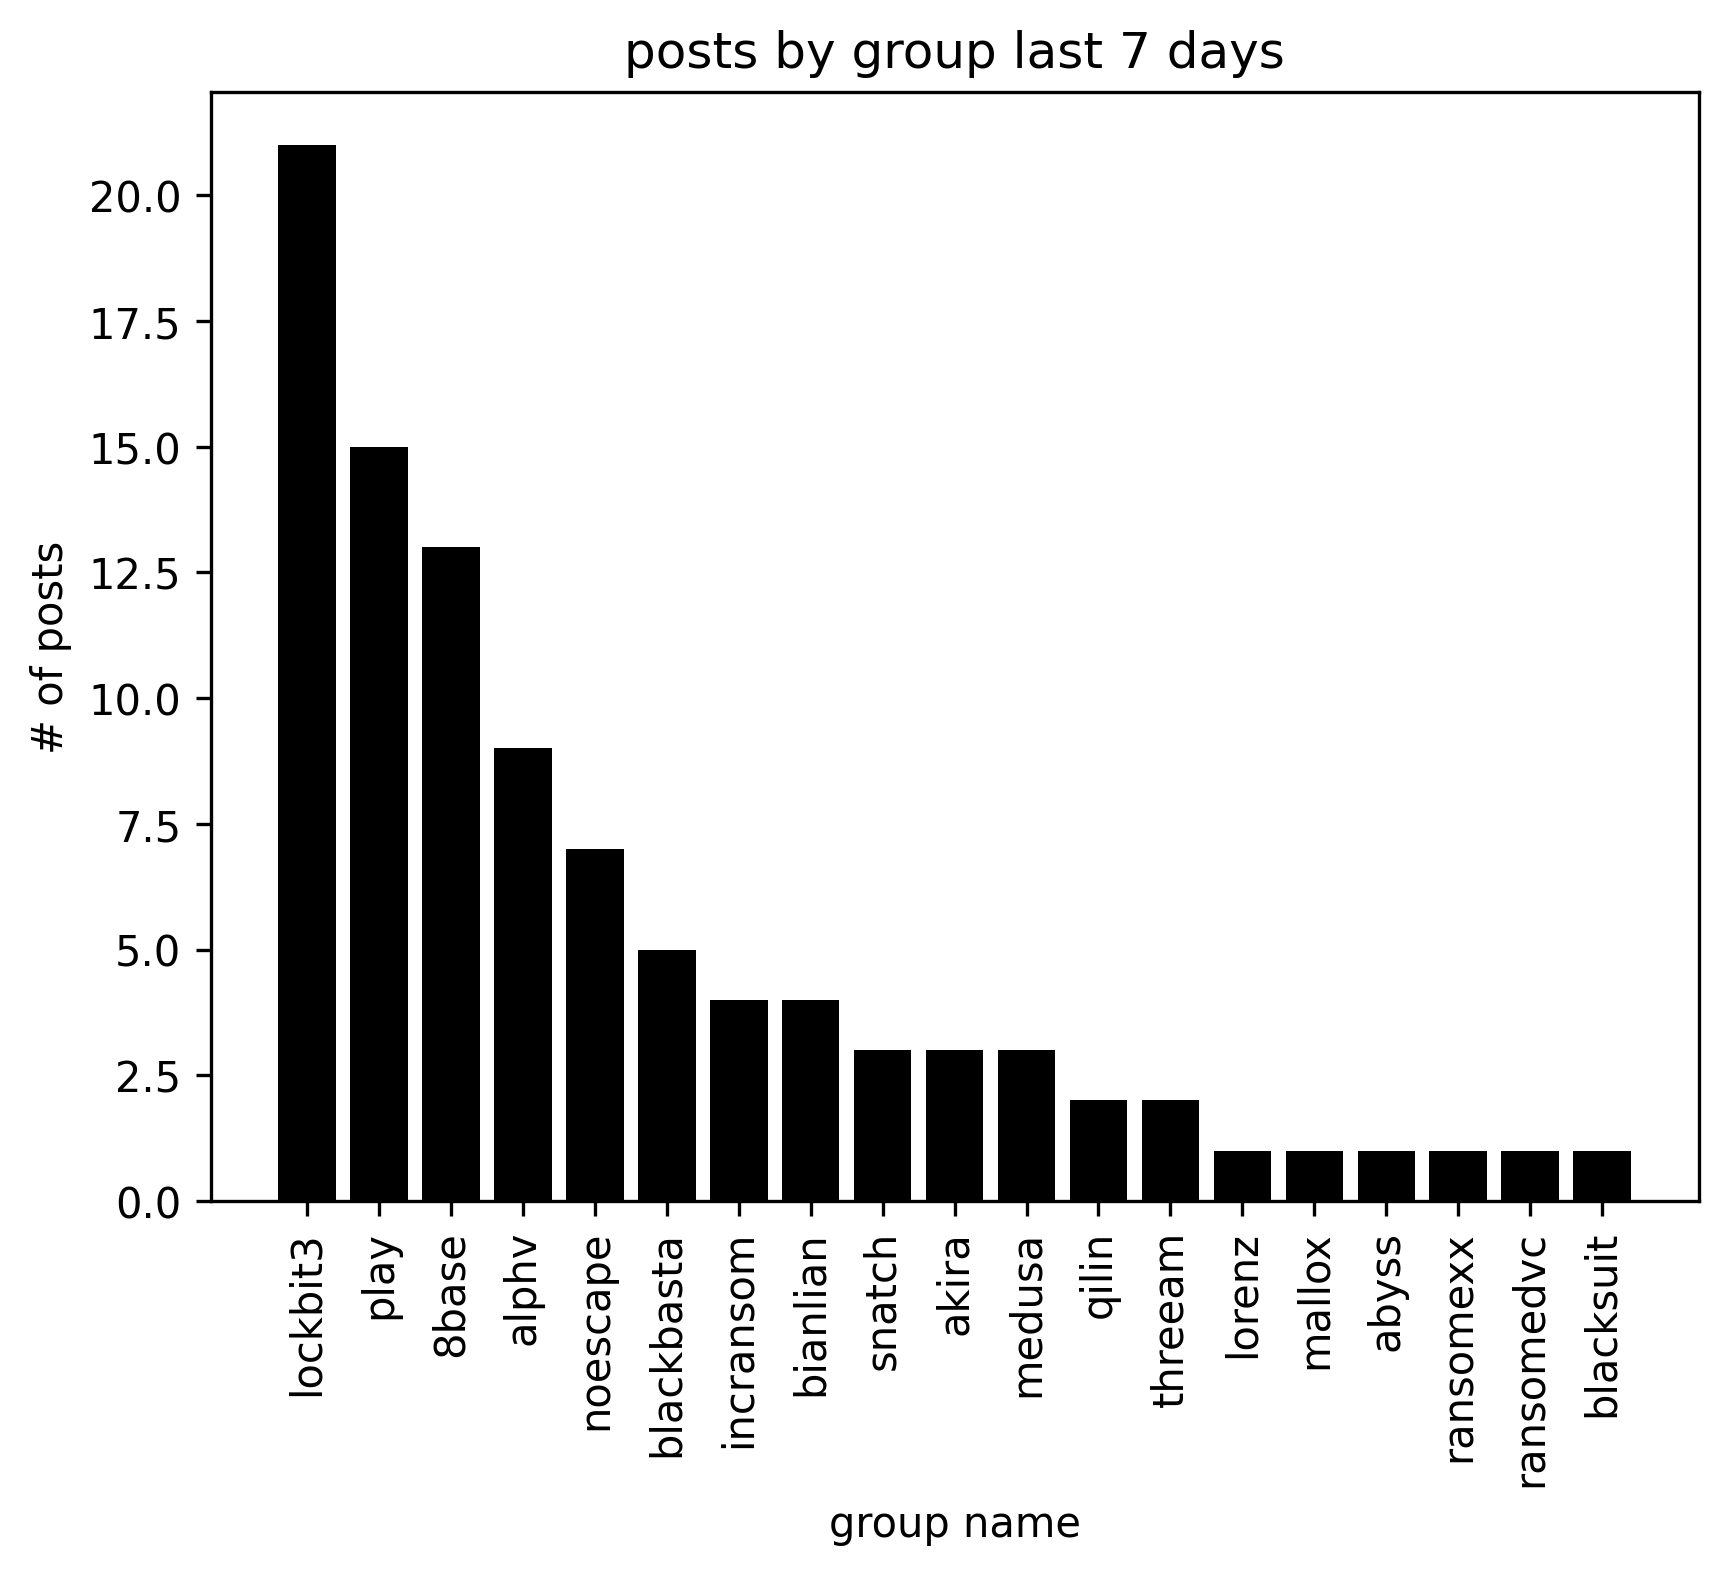 posts by group last 7 days
# of posts
20.0
17.5
15.0
12.5
10.0
7.5
5.0
2.5
0.0
lockbit3
play
8base
alphv
noescape
blackbasta
incransom
bianlian
snatch
akira
medusa
qilin
threeam
lorenz
mallox
abyss
ransomexx
ransomedvc
blacksuit
group name